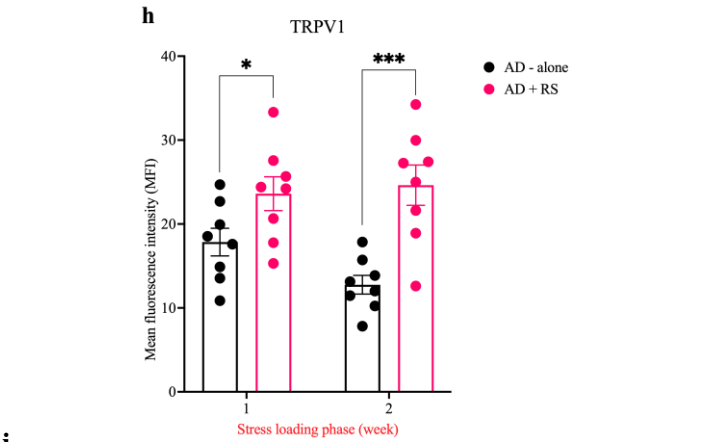 h
TRPV1
*
***
AD - alone
AD + RS
Mean fluorescence intensity (MFI)
40
30
20
10
0
1
2
Stress loading phase (week)
i